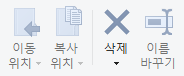 이동 복사 삭제 이름
위치 위치 바꾸기